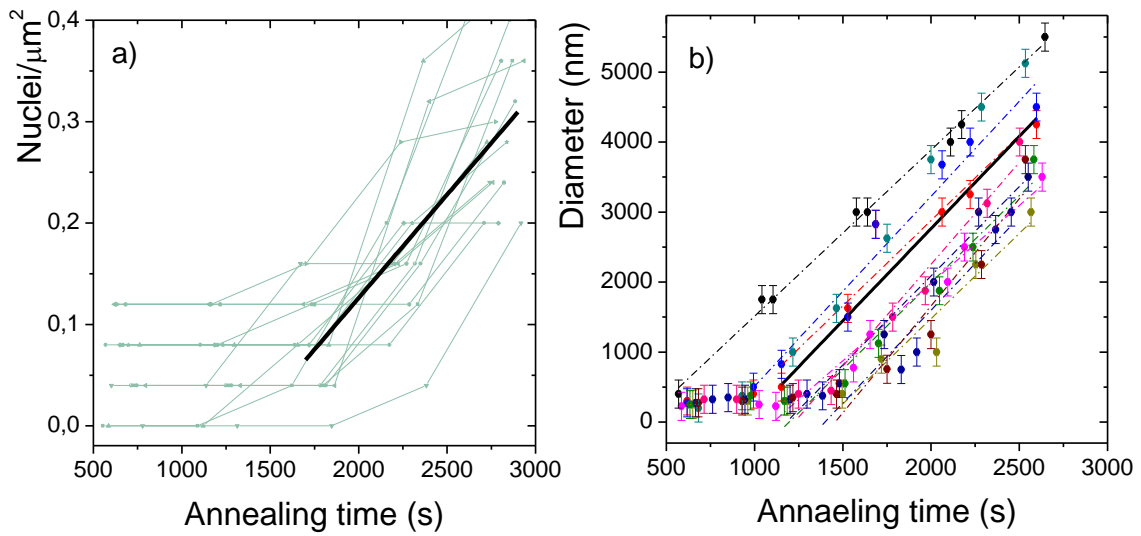 a)
Nuclei/μm²
0,4
0,3
0,2
0,1
0,0
500 1000 1500 2000 2500 3000
Annealing time (s)
b)
Diameter (nm)
5000
4000
3000
2000
1000
0
500 1000 1500 2000 2500 3000
Annaeling time (s)